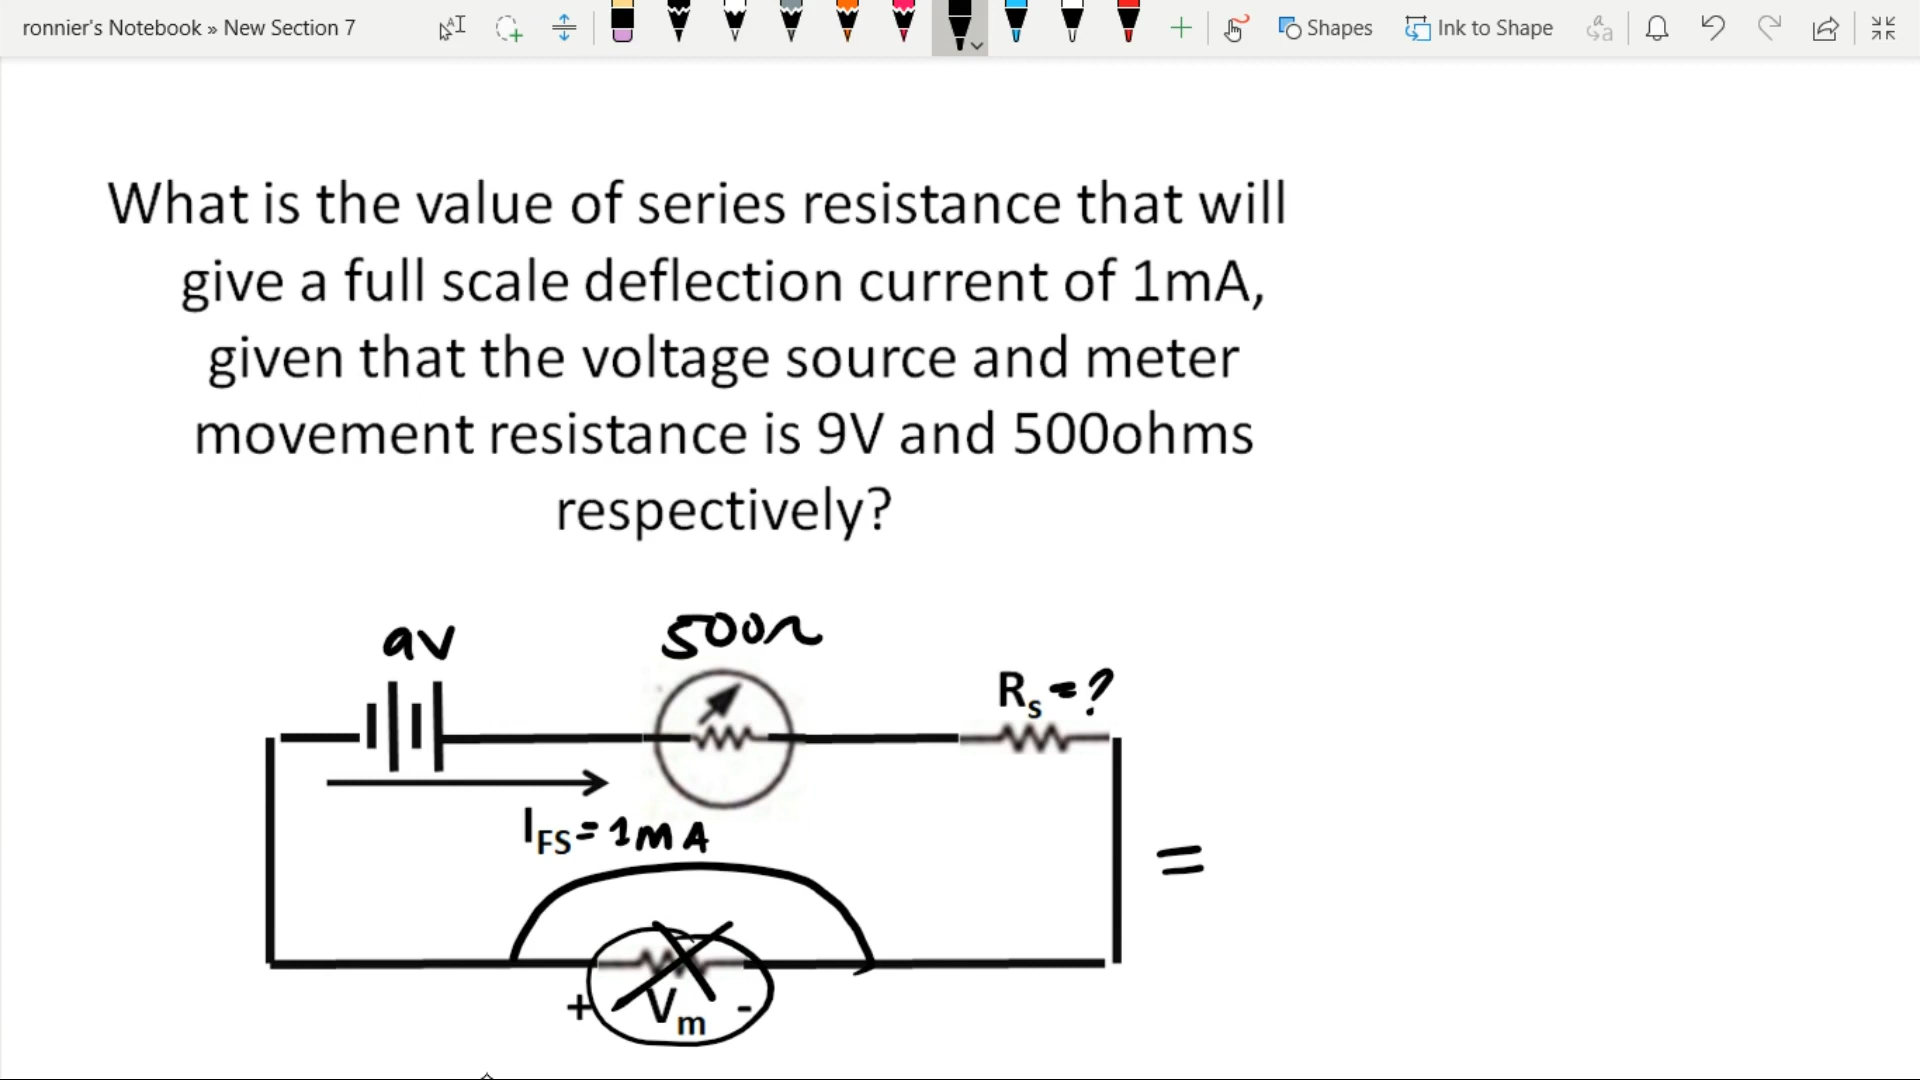 ronnier's Notebook » New Section 7
Shapes
Ink to Shape
What is the value of series resistance that will
give a full scale deflection current of 1mA,
given that the voltage source and meter
movement resistance is 9V and 500ohms
respectively?
9V
500Ω
Rs = ?
IFS = 1mA
=
+ Vm -